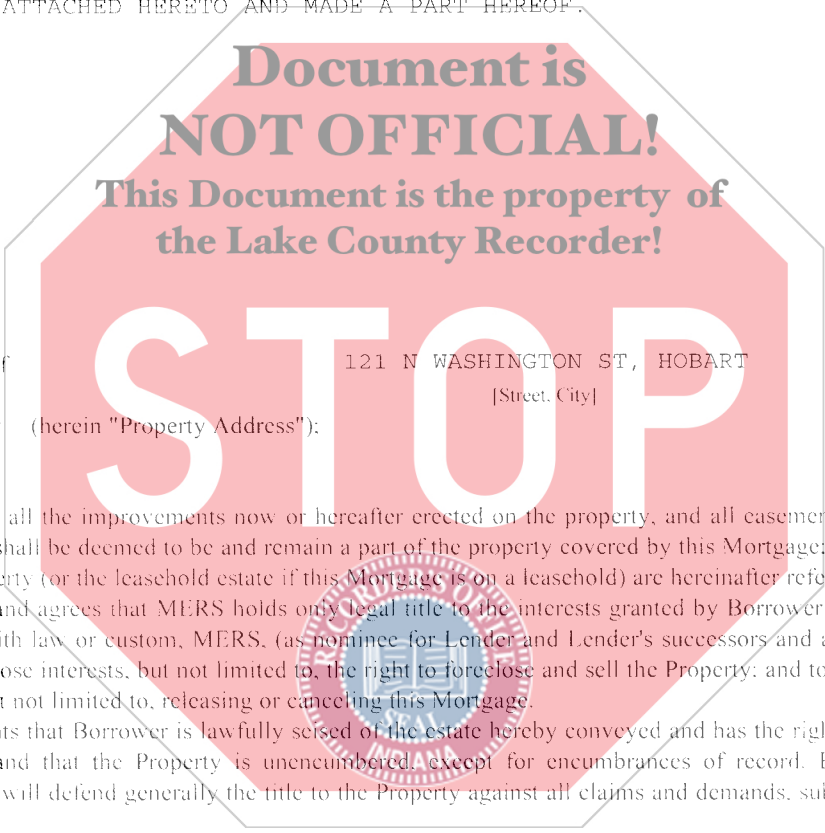 ATTACHED HERETO AND MADE A PART HEREOF.
Document is
NOT OFFICIAL!
This Document is the property of
the Lake County Recorder!
STOP
f 121 N WASHINGTON ST, HOBART
[Street, City]
(herein "Property Address");
all the improvements now or hereafter erected on the property, and all easemen
shall be deemed to be and remain a part of the property covered by this Mortgage;
erty (or the leasehold estate if this Mortgage is on a leasehold) are hereinafter refe
and agrees that MERS holds only legal title to the interests granted by Borrower
ith law or custom, MERS, (as nominee for Lender and Lender's successors and a
ose interests, but not limited to, the right to foreclose and sell the Property; and to
t not limited to, releasing or canceling this Mortgage.
nts that Borrower is lawfully seised of the estate hereby conveyed and has the righ
and that the Property is unencumbered, except for encumbrances of record. B
will defend generally the title to the Property against all claims and demands, sub
RECORDERS OFFICE
SEAL
INDIANA